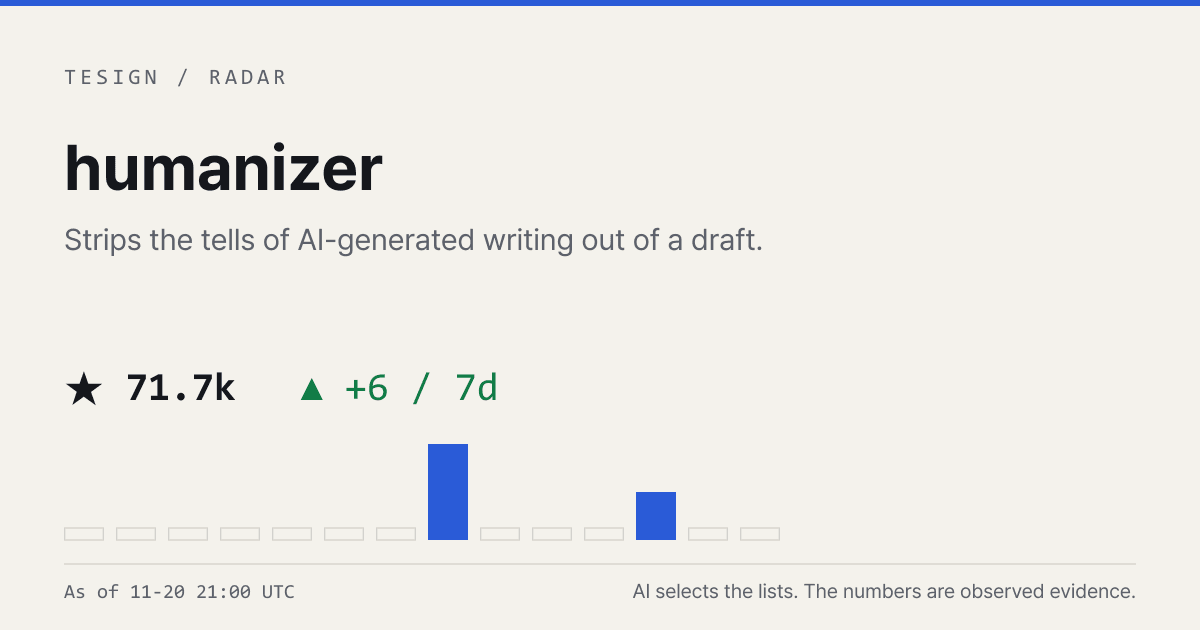 TESIGN / RADAR
humanizer
Strips the tells of AI-generated writing out of a draft.
★ 71.7k ▲ +6 / 7d
As of 11-20 21:00 UTC
AI selects the lists. The numbers are observed evidence.